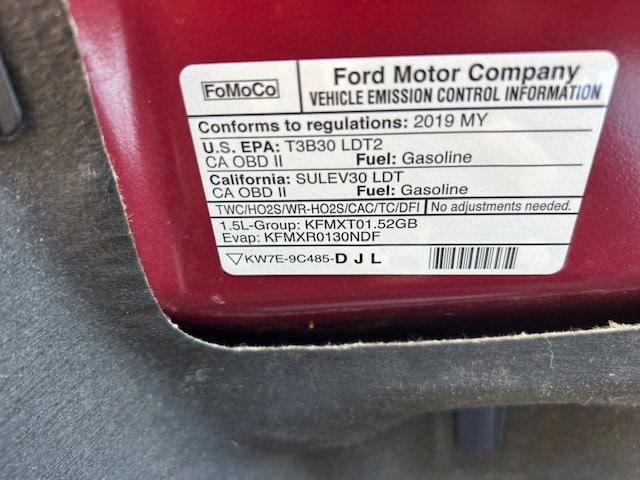 FoMoCo
Ford Motor Company
VEHICLE EMISSION CONTROL INFORMATION
Conforms to regulations: 2019 MY
U.S. EPA: T3B30 LDT2
CA OBD II Fuel: Gasoline
California: SULEV30 LDT
CA OBD II Fuel: Gasoline
TWC/HO2S/WR-HO2S/CAC/TC/DFI No adjustments needed.
1.5L-Group: KFMXT01.52GB
Evap: KFMXR0130NDF
▽KW7E-9C485-D J L